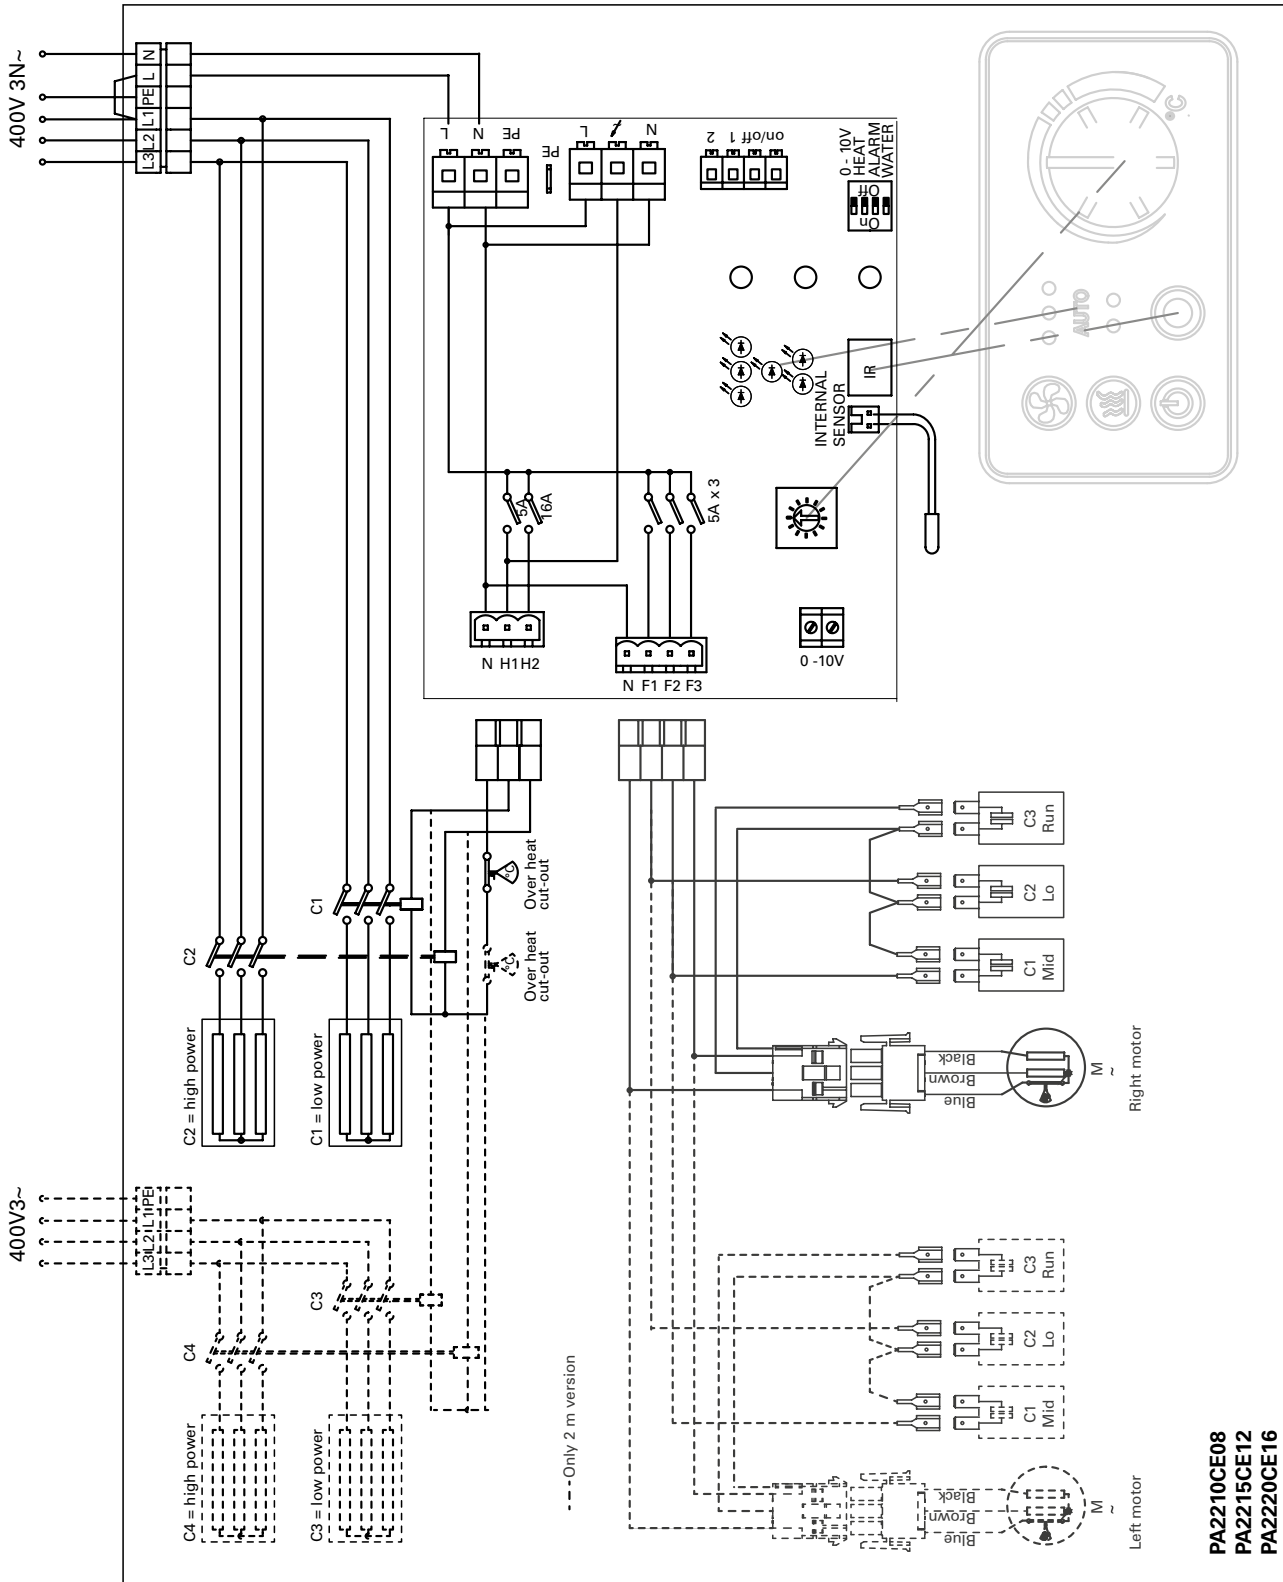 400V 3N~
N
L
PE
L1
L2
L3
L
N
PE
PE
L
N
2
1
on/off
0 - 10V
HEAT
ALARM
WATER
Off
On
°C
AUTO
IR
INTERNAL
SENSOR
5A
16A
5A x 3
N H1 H2
N F1 F2 F3
0 -10V
C1
C2
°C
Over heat
cut-out
°C
Over heat
cut-out
C2 = high power
C1 = low power
C3
Run
C2
Lo
C1
Mid
Black
Brown
Blue
M
~
Right motor
400V3~
PE
L1
L2
L3
C3
C4
C4 = high power
C3 = low power
Only 2 m version
C3
Run
C2
Lo
C1
Mid
Black
Brown
Blue
M
~
Left motor
PA2210CE08
PA2215CE12
PA2220CE16